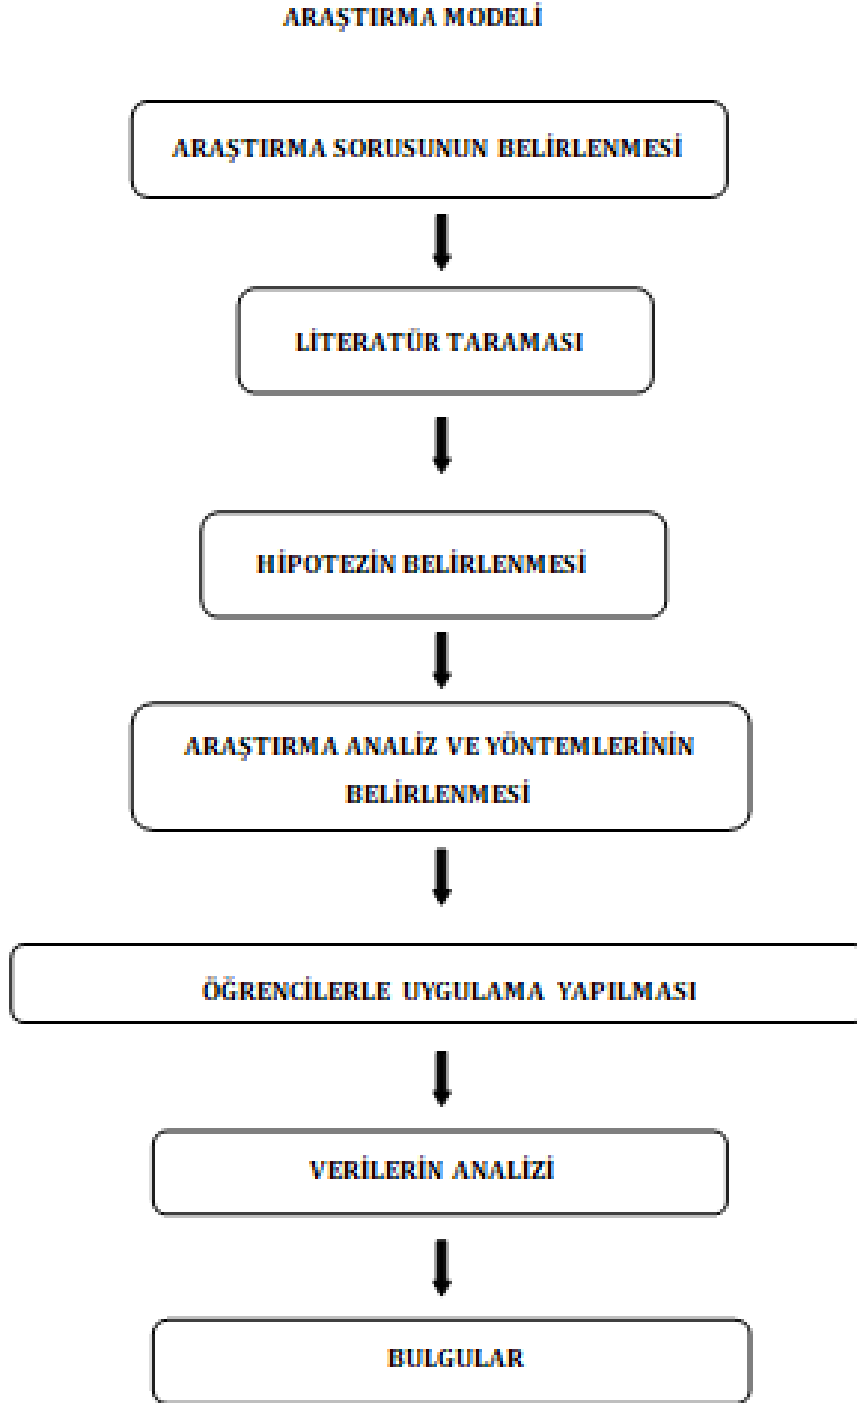 ARAŞTIRMA MODELİ
ARAŞTIRMA SORUSUNUN BELİRLENMESİ
LİTERATÜR TARAMASI
HİPOTEZİN BELİRLENMESİ
ARAŞTIRMA ANALİZ VE YÖNTEMLERİNİN
BELİRLENMESİ
ÖĞRENCİLERLE UYGULAMA YAPILMASI
VERİLERİN ANALİZİ
BULGULAR